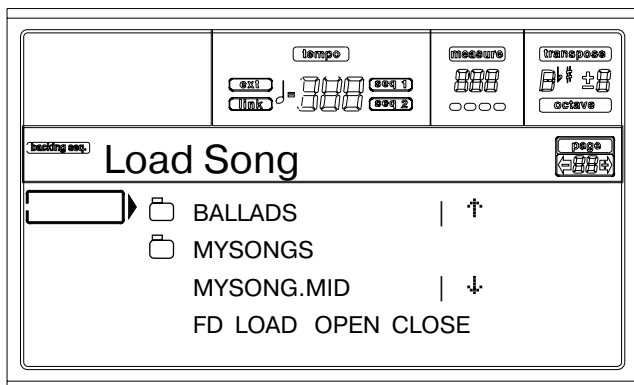 tempo
measure
transpose
ext
seq 1
link
seq 2
octave
backing seq.
Load Song
page
BALLADS
MYSONGS
MYSONG.MID
FD LOAD OPEN CLOSE